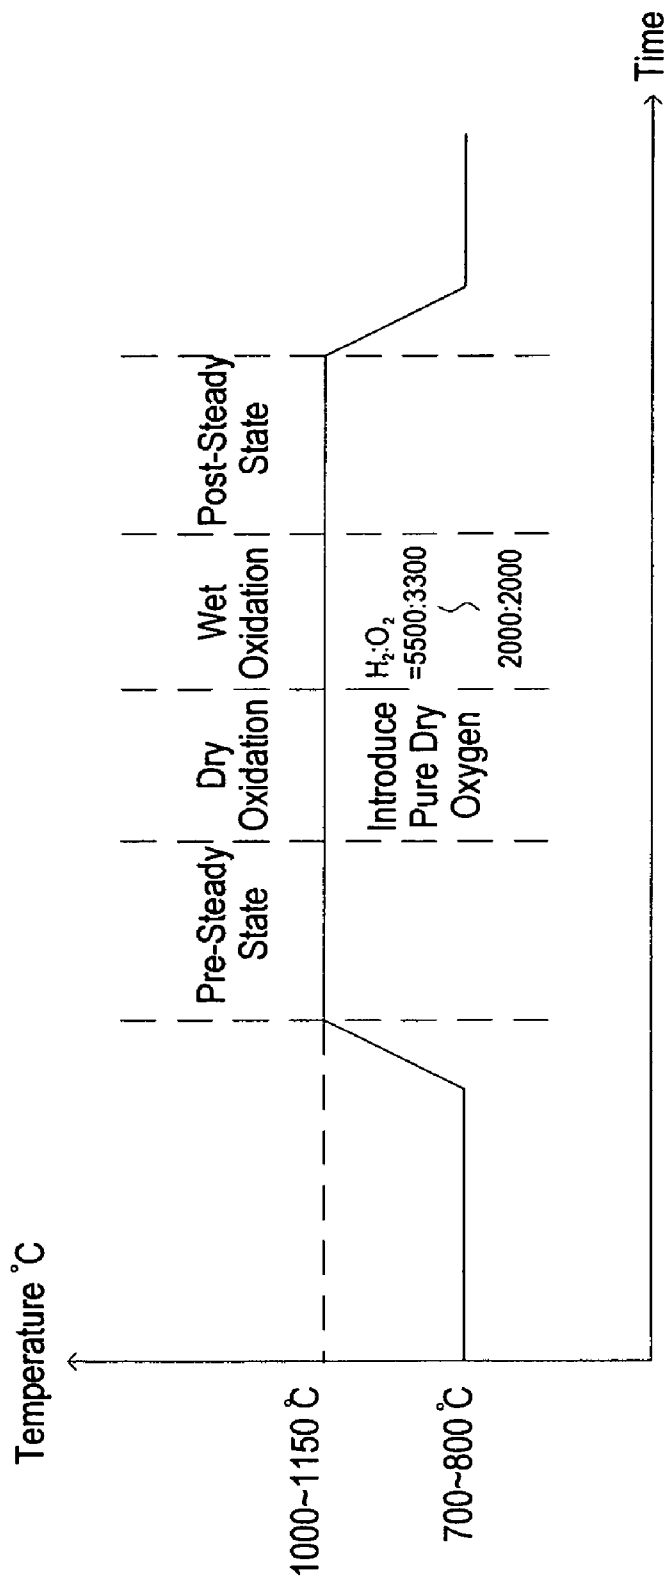 Temperature °C
1000~1150 °C
700~800 °C
Pre-Steady
State
Dry
Oxidation
Wet
Oxidation
Post-Steady
State
Introduce
Pure Dry
Oxygen
H₂:O₂
=5500:3300
~
2000:2000
Time